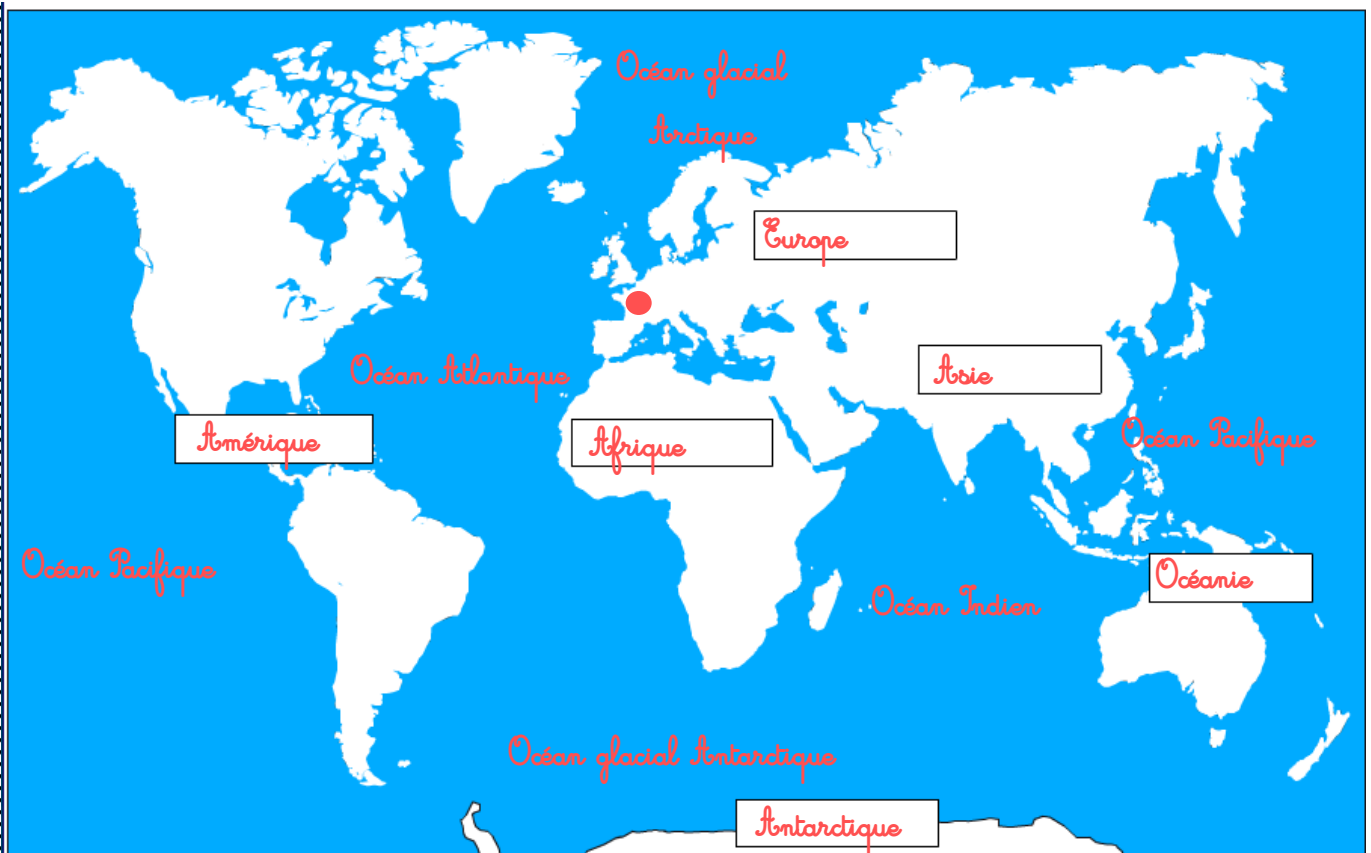 Océan glacial
Arctique
Europe
Océan Atlantique
Asie
Amérique
Afrique
Océan Pacifique
Océan Pacifique
Océanie
Océan Indien
Océan glacial Antarctique
Antarctique